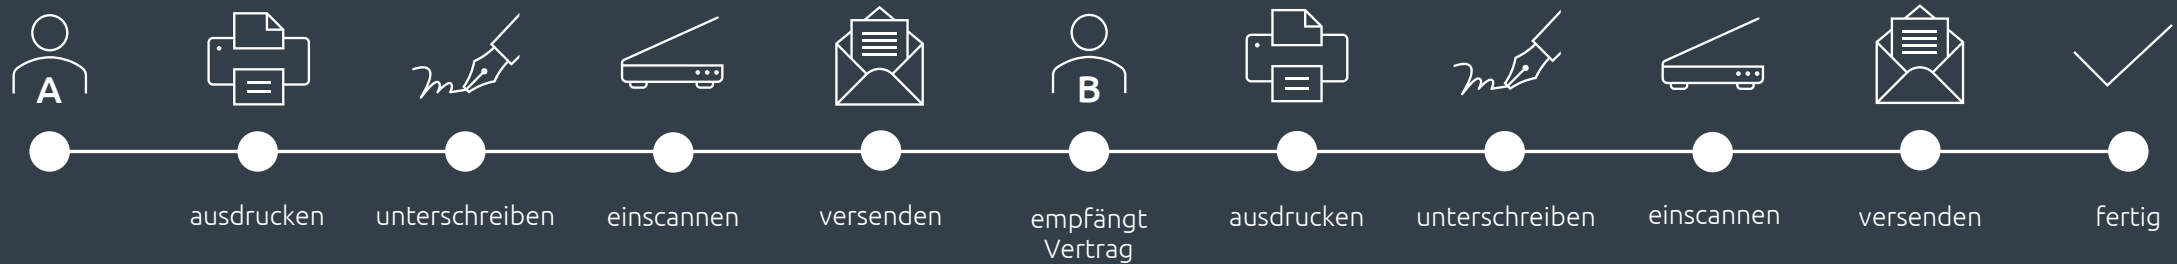 A
B
ausdrucken
unterschreiben
einscannen
versenden
empfängt
Vertrag
ausdrucken
unterschreiben
einscannen
versenden
fertig